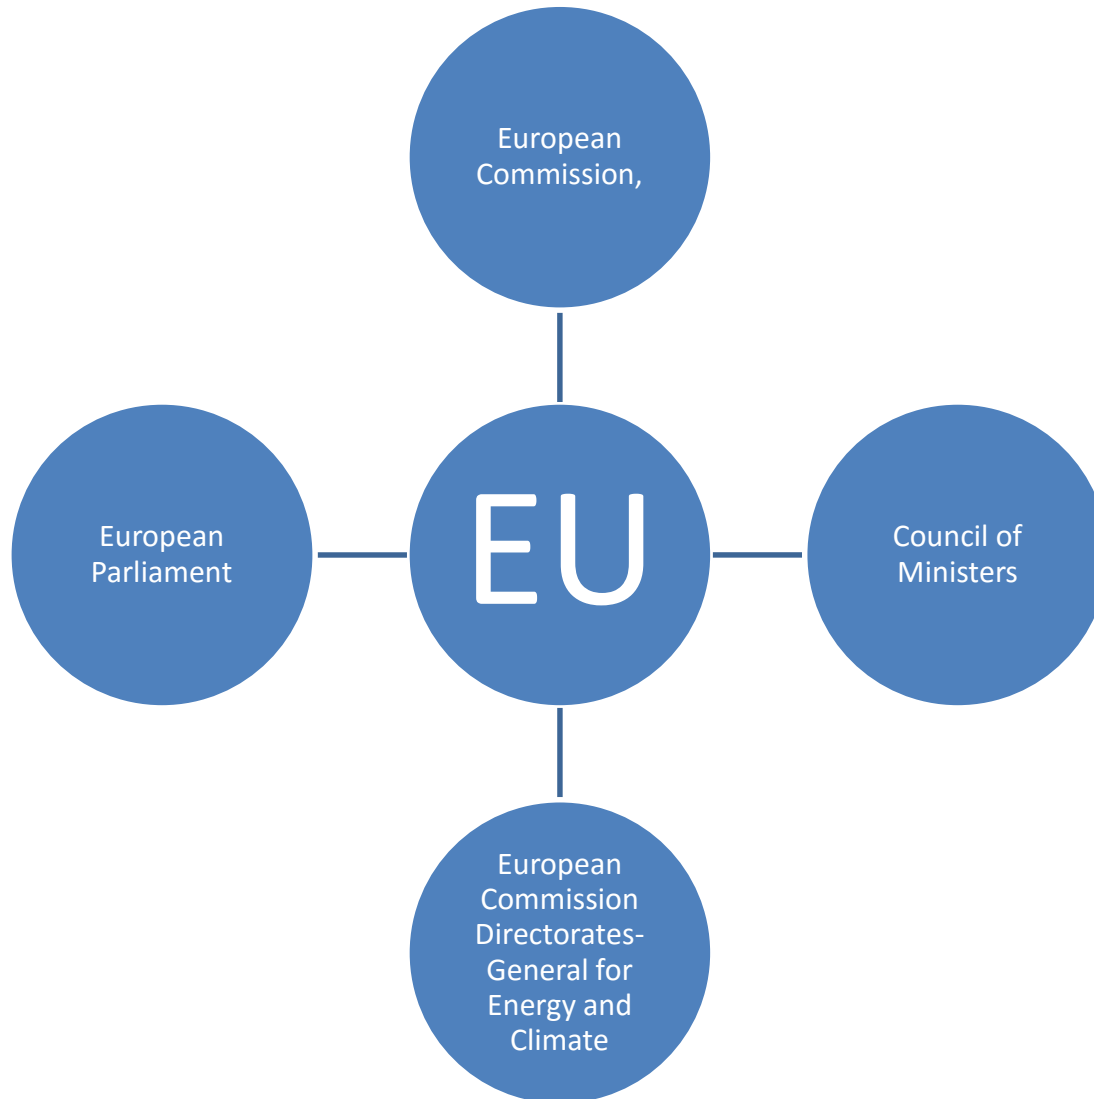 European
Commission,
European
Parliament
EU
Council of
Ministers
European
Commission
Directorates-
General for
Energy and
Climate